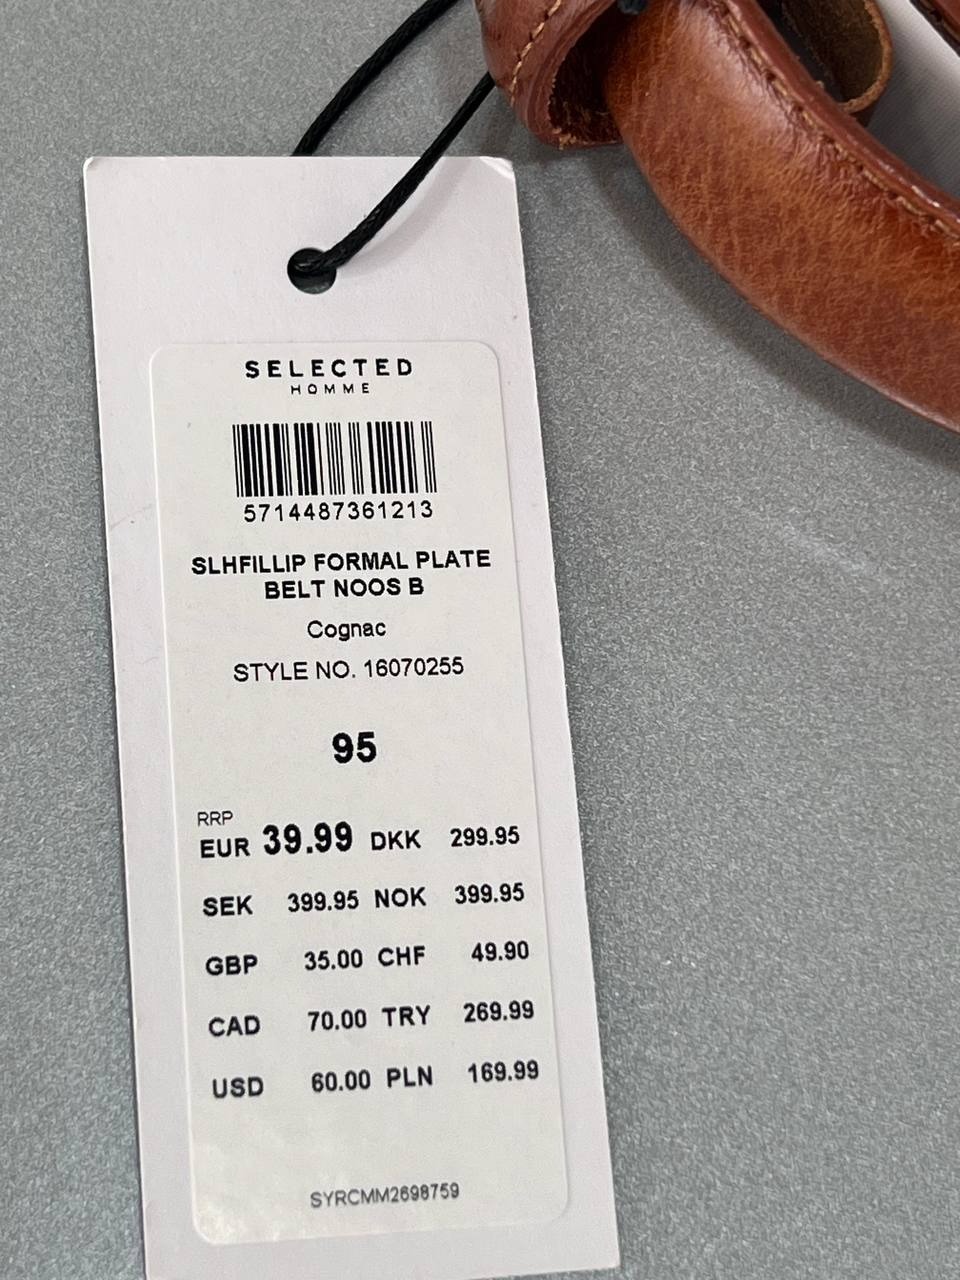 SELECTED
HOMME
5714487361213
SLHFILLIP FORMAL PLATE
BELT NOOS B
Cognac
STYLE NO. 16070255
95
RRP
EUR 39.99 DKK 299.95
SEK 399.95 NOK 399.95
GBP 35.00 CHF 49.90
CAD 70.00 TRY 269.99
USD 60.00 PLN 169.99
SYRCMM2698759